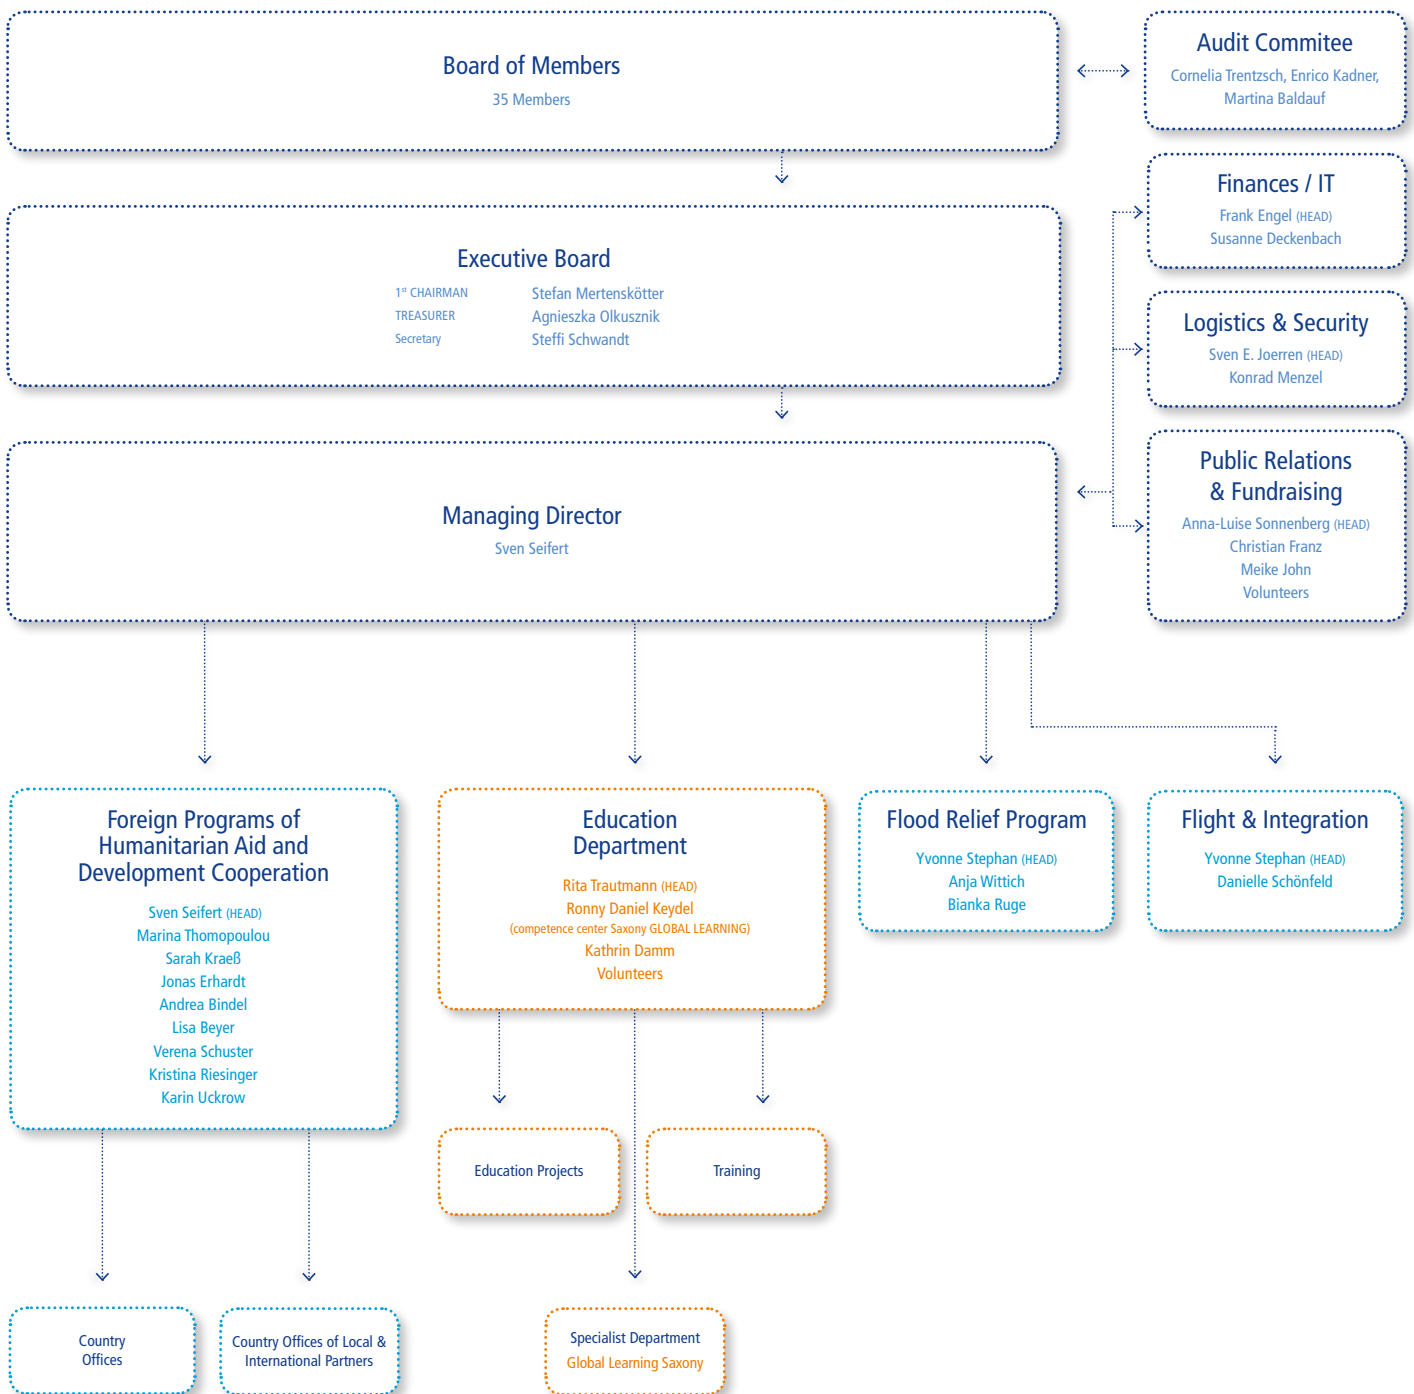 Board of Members
35 Members
Audit Commitee
Cornelia Trentzsch, Enrico Kadner,
Martina Baldauf
Finances / IT
Frank Engel (HEAD)
Susanne Deckenbach
Executive Board
1st CHAIRMAN Stefan Mertenskötter
TREASURER Agnieszka Olkusznik
Secretary Steffi Schwandt
Logistics & Security
Sven E. Joerren (HEAD)
Konrad Menzel
Public Relations
& Fundraising
Anna-Luise Sonnenberg (HEAD)
Christian Franz
Meike John
Volunteers
Managing Director
Sven Seifert
Foreign Programs of
Humanitarian Aid and
Development Cooperation
Sven Seifert (HEAD)
Marina Thomopoulou
Sarah Kraeß
Jonas Erhardt
Andrea Bindel
Lisa Beyer
Verena Schuster
Kristina Riesinger
Karin Uckrow
Education
Department
Rita Trautmann (HEAD)
Ronny Daniel Keydel
(competence center Saxony GLOBAL LEARNING)
Kathrin Damm
Volunteers
Flood Relief Program
Yvonne Stephan (HEAD)
Anja Wittich
Bianka Ruge
Flight & Integration
Yvonne Stephan (HEAD)
Danielle Schönfeld
Education Projects
Training
Country
Offices
Country Offices of Local &
International Partners
Specialist Department
Global Learning Saxony